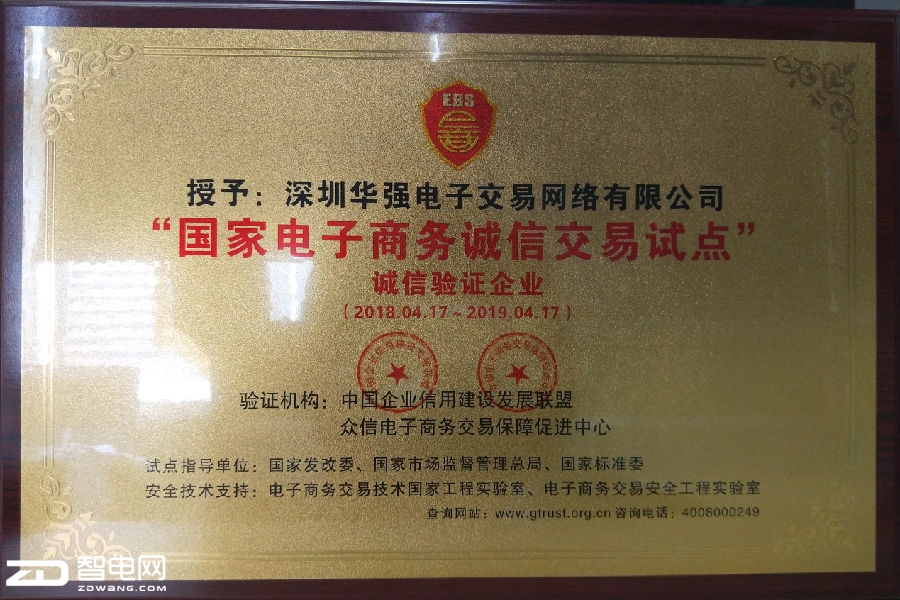 EBS
授予：深圳华强电子交易网络有限公司
“国家电子商务诚信交易试点”
诚信验证企业
（2018.04.17～2019.04.17）
验证机构：中国企业信用建设发展联盟
众信电子商务交易保障促进中心
试点指导单位：国家发改委、国家市场监督管理总局、国家标准委
安全技术支持：电子商务交易技术国家工程实验室、电子商务交易安全工程实验室
查询网站：www.gtrust.org.cn 咨询电话：4008000249
ZD 智电网
ZDWANG.COM